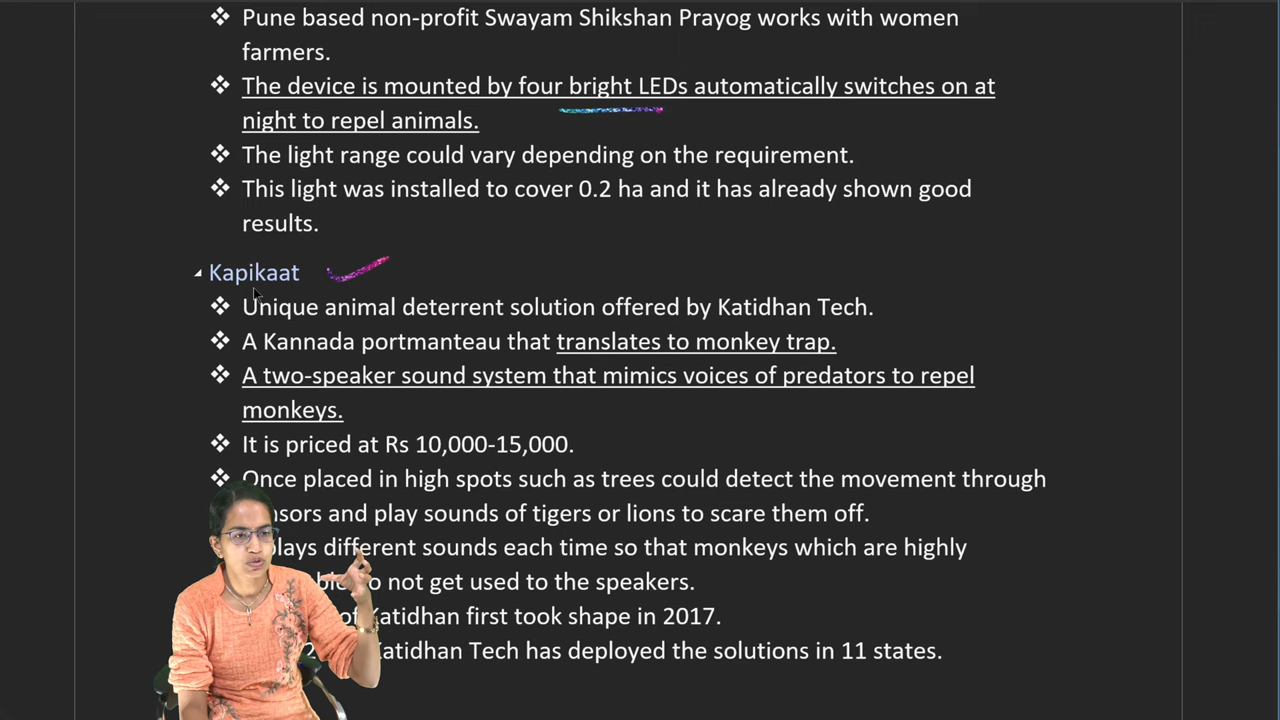 ❖ Pune based non-profit Swayam Shikshan Prayog works with women
farmers.
❖ The device is mounted by four bright LEDs automatically switches on at
night to repel animals.
❖ The light range could vary depending on the requirement.
❖ This light was installed to cover 0.2 ha and it has already shown good
results.
Kapikaat
❖ Unique animal deterrent solution offered by Katidhan Tech.
❖ A Kannada portmanteau that translates to monkey trap.
❖ A two-speaker sound system that mimics voices of predators to repel
monkeys.
❖ It is priced at Rs 10,000-15,000.
❖ Once placed in high spots such as trees could detect the movement through
and play sounds of tigers or lions to scare them off.
different sounds each time so that monkeys which are highly
not get used to the speakers.
of Katidhan first took shape in 2017.
Katidhan Tech has deployed the solutions in 11 states.